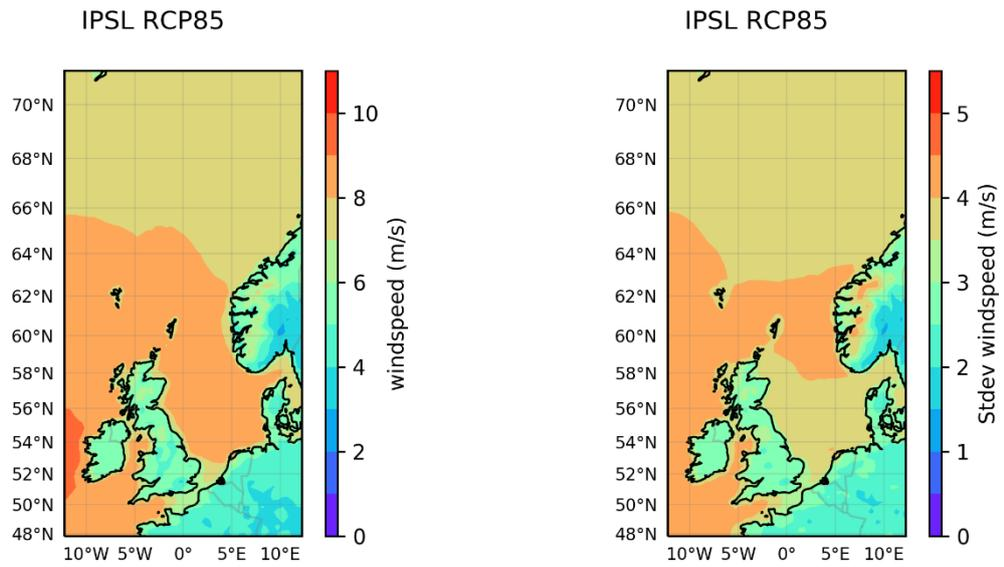 IPSL RCP85
70°N
68°N
66°N
64°N
62°N
60°N
58°N
56°N
54°N
52°N
50°N
48°N
10°W 5°W 0° 5°E 10°E
10
8
6
4
2
0
windspeed (m/s)
IPSL RCP85
70°N
68°N
66°N
64°N
62°N
60°N
58°N
56°N
54°N
52°N
50°N
48°N
10°W 5°W 0° 5°E 10°E
5
4
3
2
1
0
Stdev windspeed (m/s)